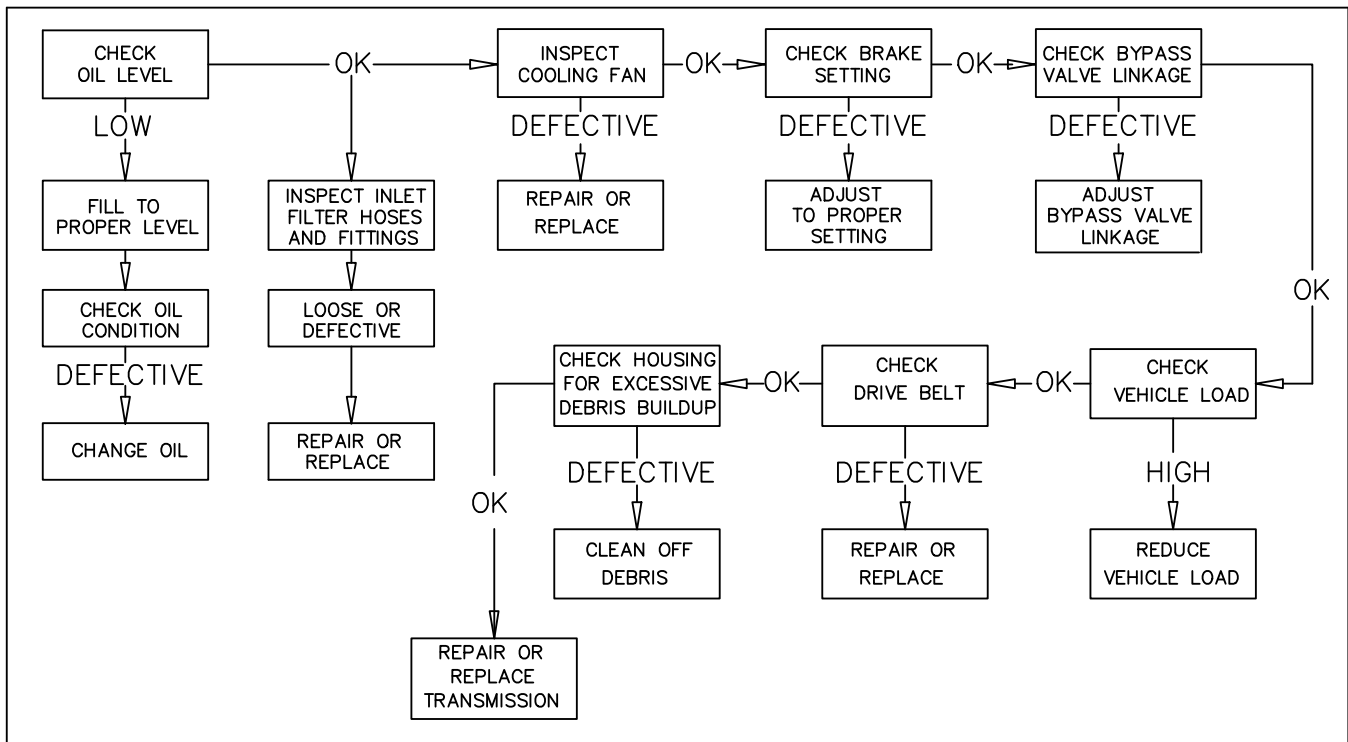 CHECK
OIL LEVEL
OK
INSPECT
COOLING FAN
OK
CHECK BRAKE
SETTING
OK
CHECK BYPASS
VALVE LINKAGE
LOW
DEFECTIVE
DEFECTIVE
DEFECTIVE
FILL TO
PROPER LEVEL
INSPECT INLET
FILTER HOSES
AND FITTINGS
REPAIR OR
REPLACE
ADJUST
TO PROPER
SETTING
ADJUST
BYPASS VALVE
LINKAGE
OK
CHECK OIL
CONDITION
LOOSE OR
DEFECTIVE
DEFECTIVE
CHECK HOUSING
FOR EXCESSIVE
DEBRIS BUILDUP
OK
CHECK
DRIVE BELT
OK
CHECK
VEHICLE LOAD
CHANGE OIL
REPAIR OR
REPLACE
OK
DEFECTIVE
DEFECTIVE
HIGH
CLEAN OFF
DEBRIS
REPAIR OR
REPLACE
REDUCE
VEHICLE LOAD
REPAIR OR
REPLACE
TRANSMISSION